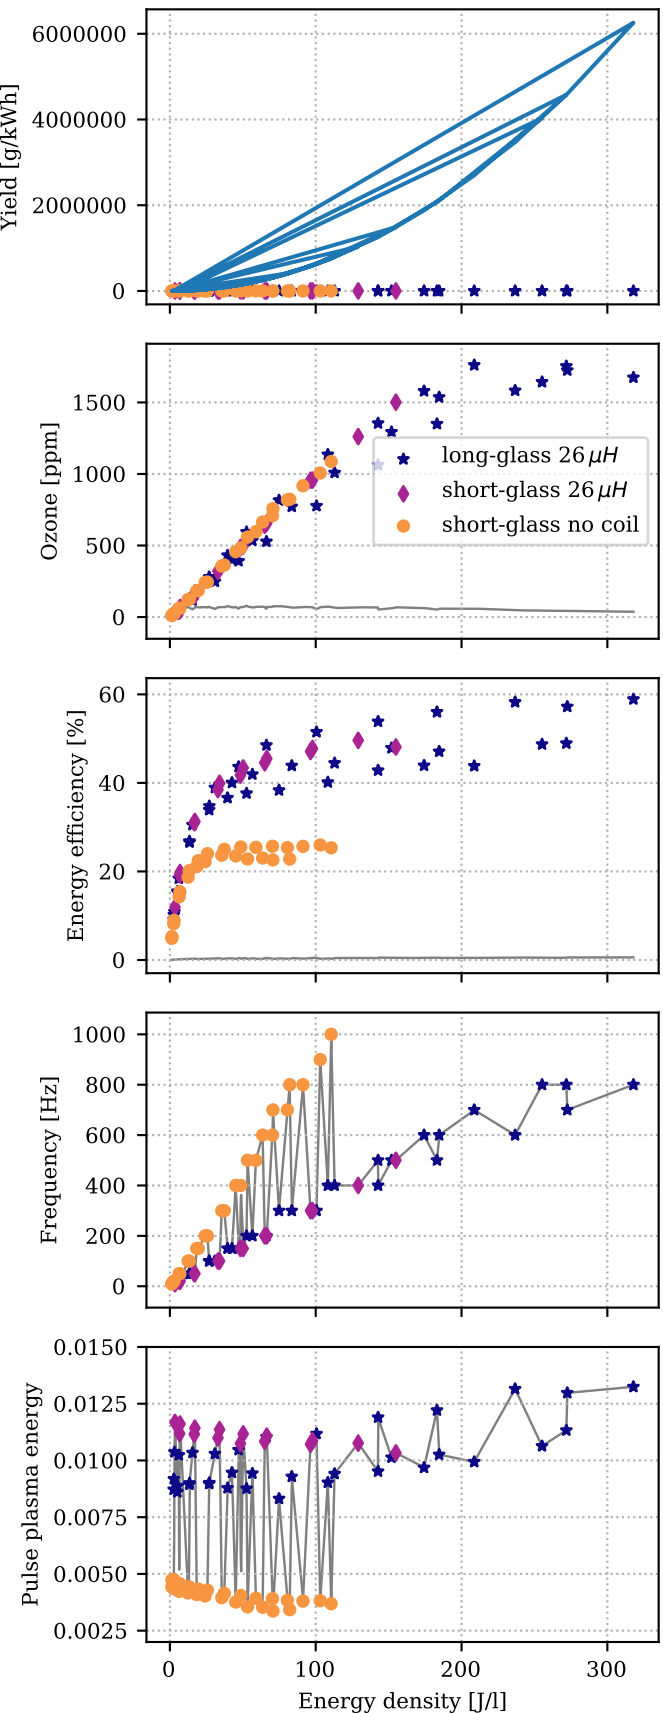 6000000
4000000
2000000
0
Yield [g/kWh]
1500
1000
500
0
Ozone [ppm]
long-glass 26 μH
short-glass 26 μH
short-glass no coil
60
40
20
0
Energy efficiency [%]
1000
800
600
400
200
0
Frequency [Hz]
0.0150
0.0125
0.0100
0.0075
0.0050
0.0025
Pulse plasma energy
0 100 200 300
Energy density [J/l]